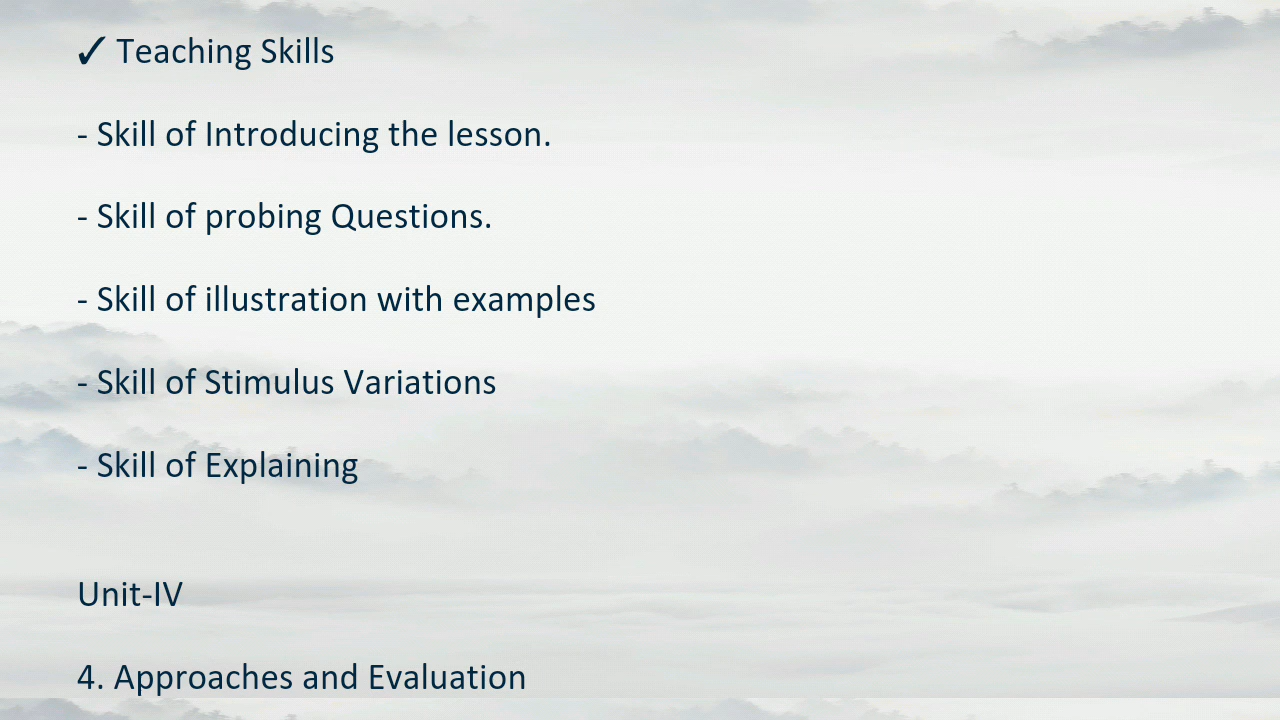 ✓ Teaching Skills
- Skill of Introducing the lesson.
- Skill of probing Questions.
- Skill of illustration with examples
- Skill of Stimulus Variations
- Skill of Explaining
Unit-IV
4. Approaches and Evaluation